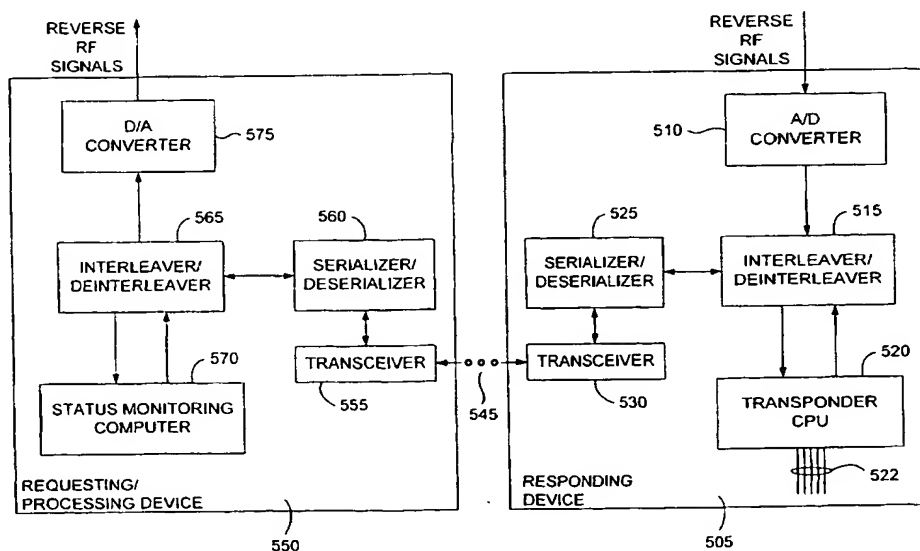 REVERSE
RF
SIGNALS
D/A
CONVERTER
575
565
INTERLEAVER/
DEINTERLEAVER
560
SERIALIZER/
DESERIALIZER
570
STATUS MONITORING
COMPUTER
TRANSCEIVER
555
REQUESTING/
PROCESSING DEVICE
550
545
REVERSE
RF
SIGNALS
510
A/D
CONVERTER
525
SERIALIZER/
DESERIALIZER
515
INTERLEAVER/
DEINTERLEAVER
TRANSCEIVER
530
520
TRANSPONDER
CPU
522
RESPONDING
DEVICE
505